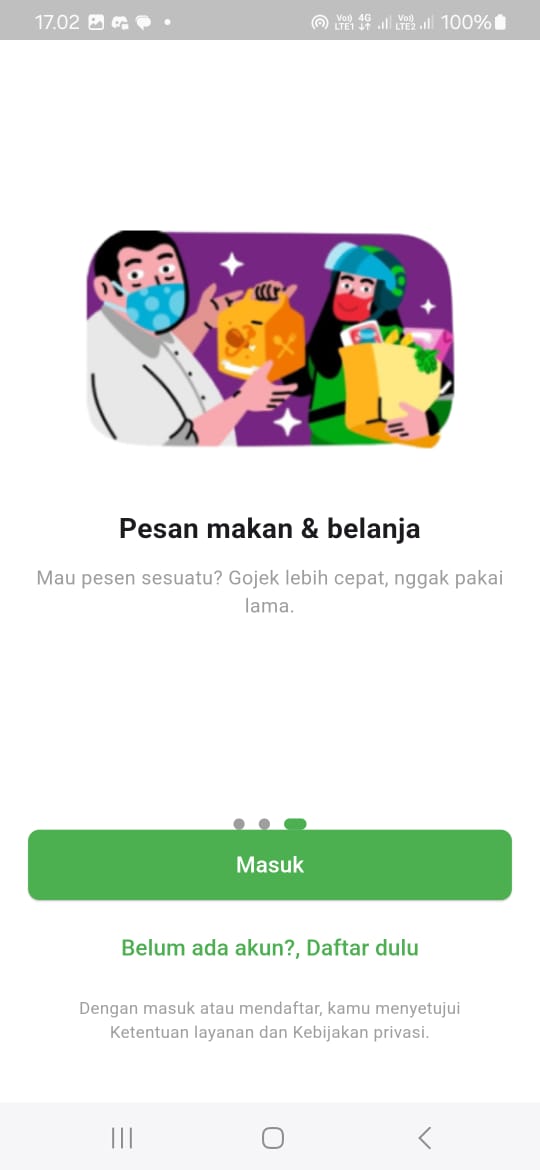 17.02
Vo)) 4G Vo)) 100%
LTE1 LTE2
Pesan makan & belanja
Mau pesen sesuatu? Gojek lebih cepat, nggak pakai
lama.
Masuk
Belum ada akun?, Daftar dulu
Dengan masuk atau mendaftar, kamu menyetujui
Ketentuan layanan dan Kebijakan privasi.